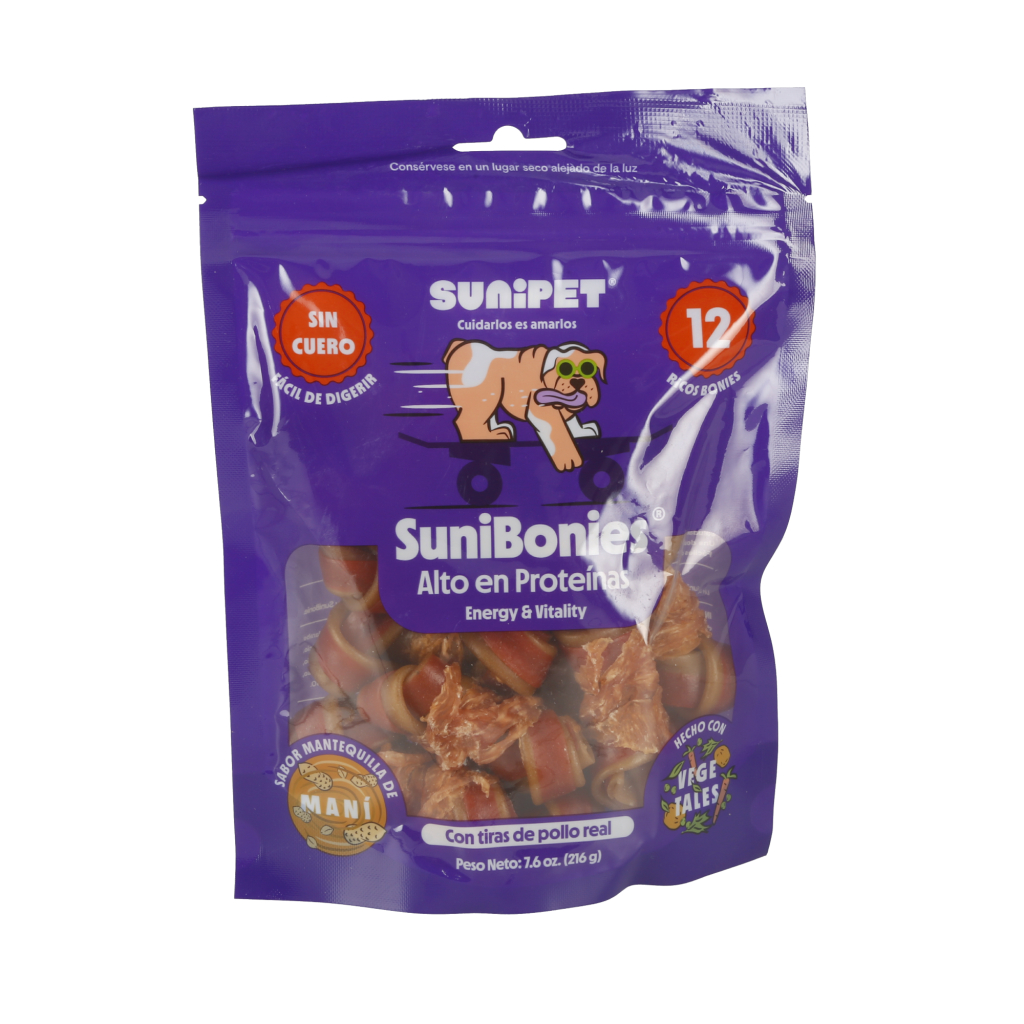 Consérvese en un lugar seco alejado de la luz
SUNiPET®
Cuidarlos es amarlos
SIN
CUERO
FÁCIL DE DIGERIR
12
RICOS BONIES
SuniBonies®
Alto en Proteínas
Energy & Vitality
SABOR MANTEQUILLA DE
MANÍ
HECHO CON
VEGE
TALES
Con tiras de pollo real
Peso Neto: 7.6 oz. (216 g)